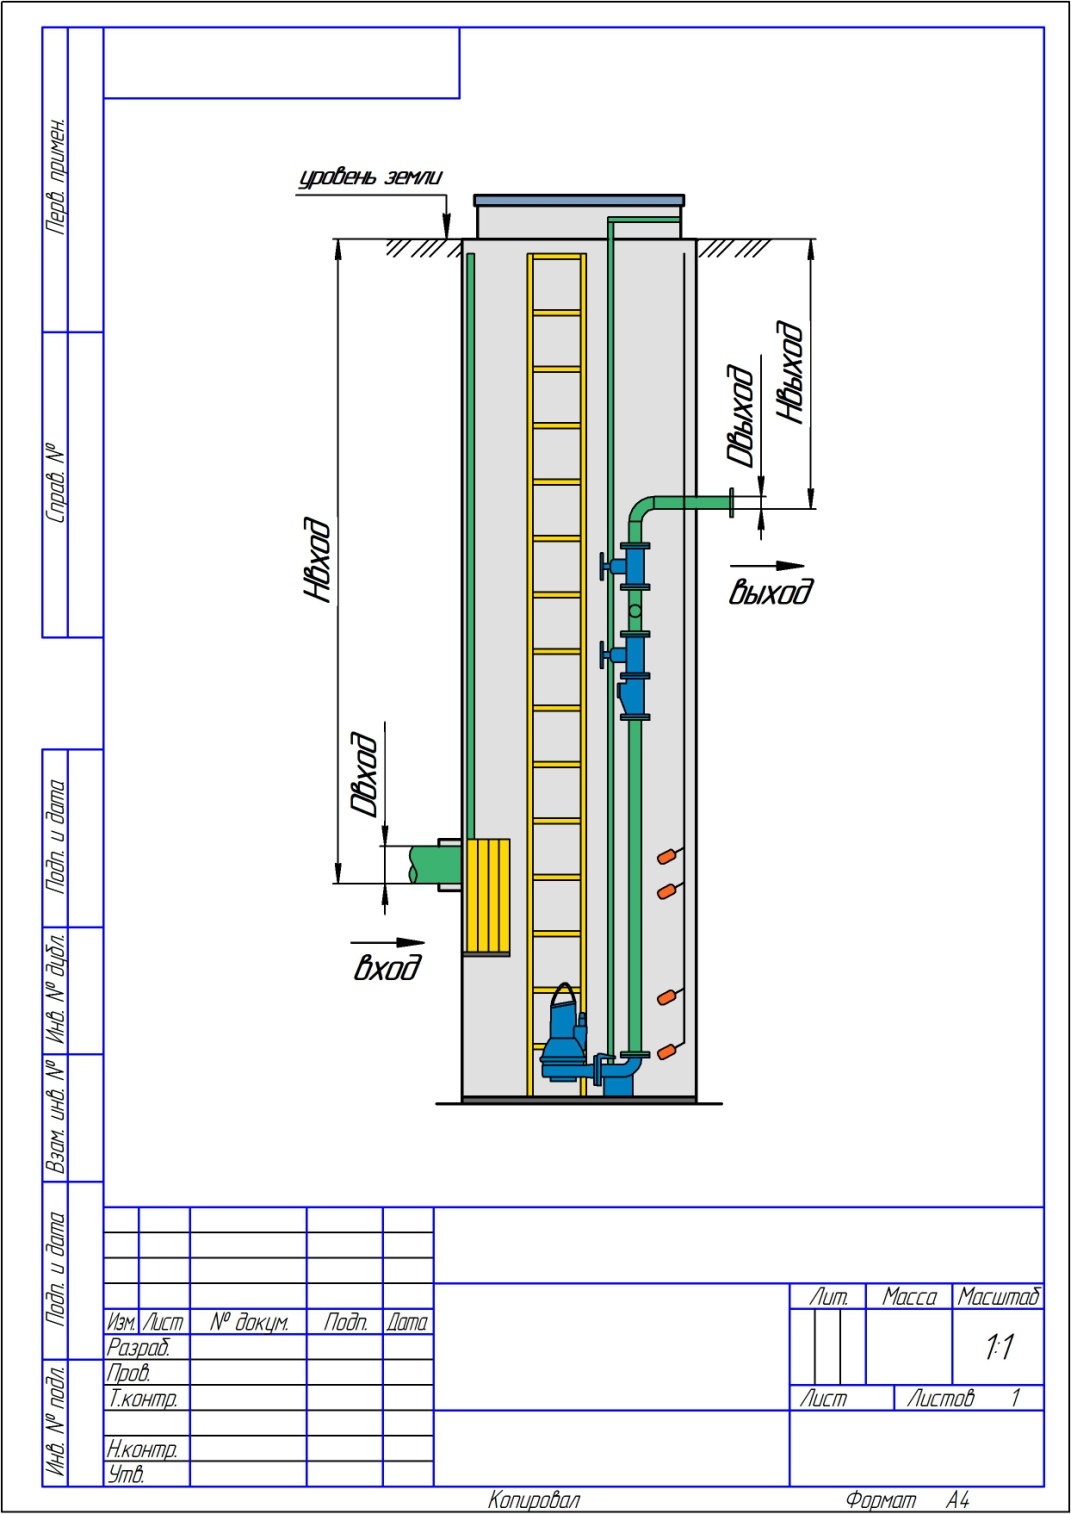 Перв. примен.
Справ. №
Подп. и дата
Инв. № дубл.
Взам. инв. №
Подп. и дата
Инв. № подл.
уровень земли
Нвход
Dвход
вход
Dвыход
Нвыход
выход
Изм. Лист № докум. Подп. Дата
Разраб.
Пров.
Т.контр.
Н.контр.
Утв.
Лит. Масса Масштаб
1:1
Лист Листов 1
Копировал Формат А4